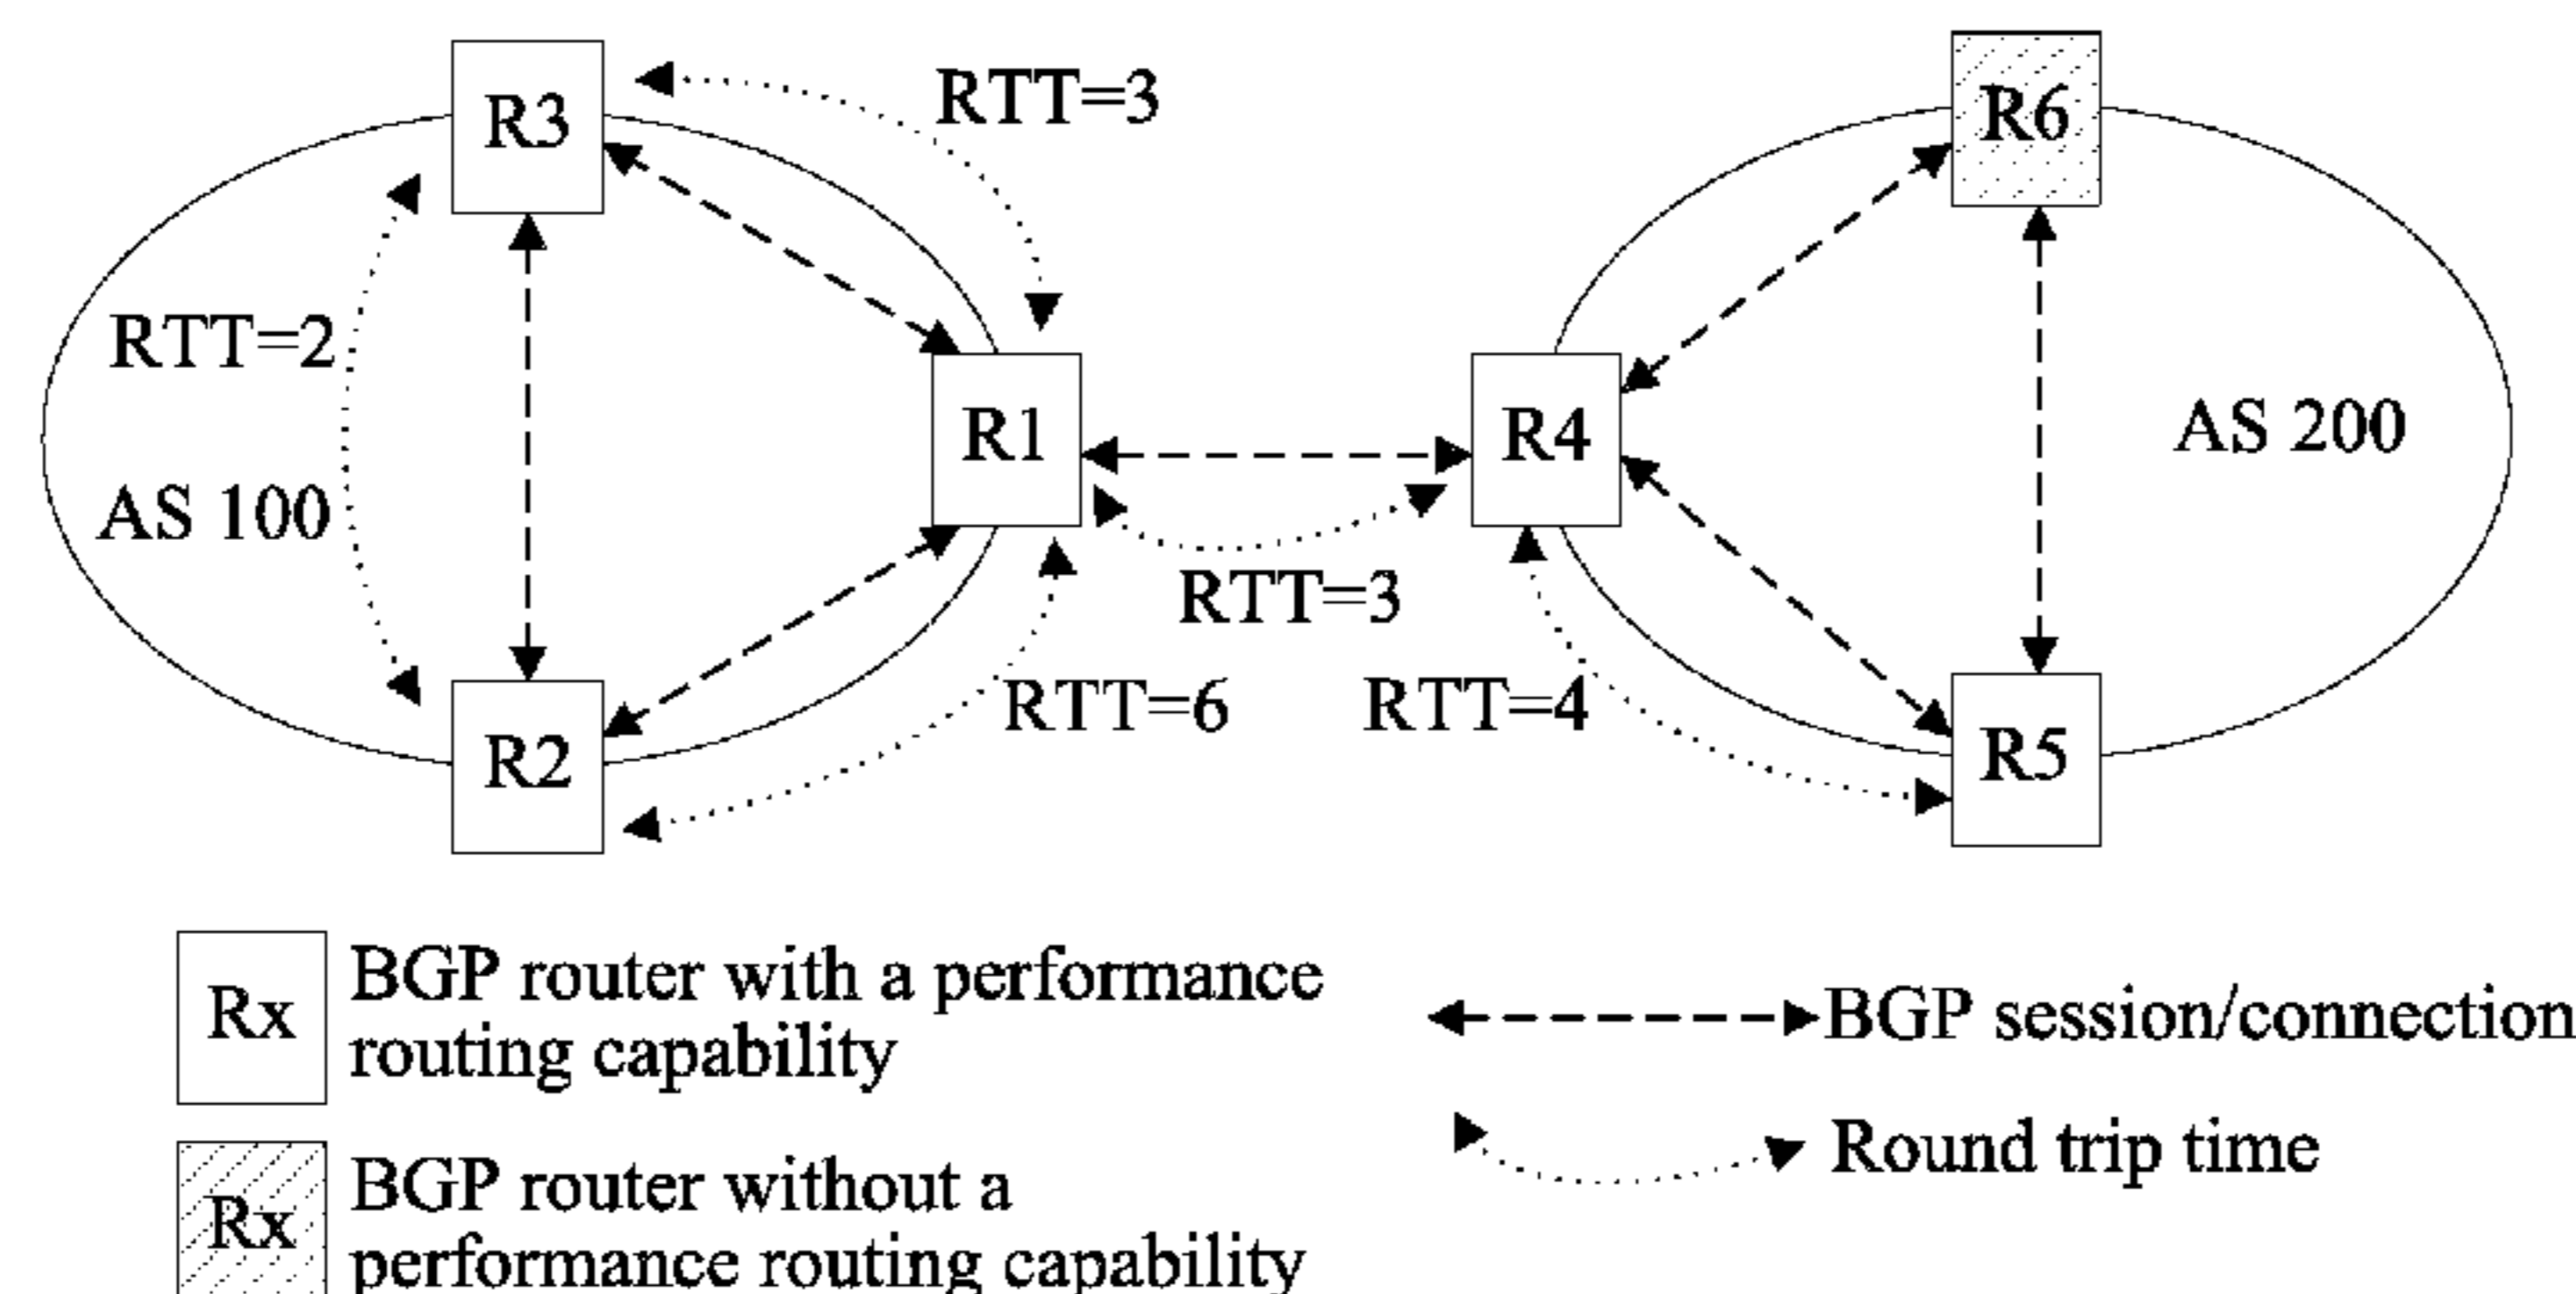 R3
RTT=3
R6
RTT=2
R1
R4
AS 200
AS 100
RTT=3
RTT=6
RTT=4
R2
R5
Rx
BGP router with a performance
routing capability
BGP session/connection
Rx
BGP router without a
performance routing capability
Round trip time